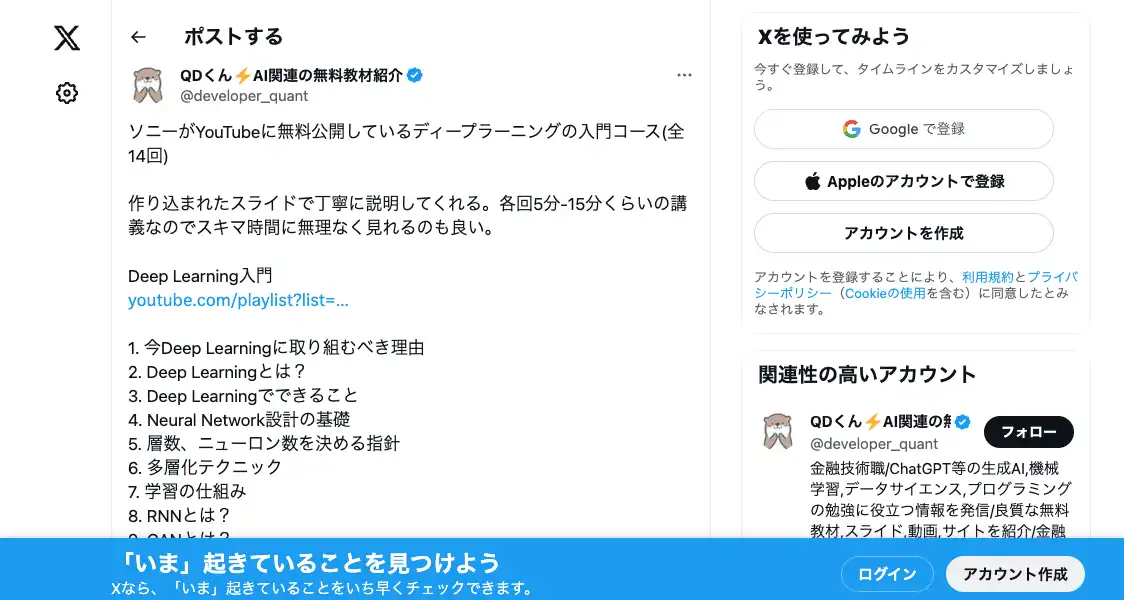 ポストする
QDくん⚡AI関連の無料教材紹介
@developer_quant
ソニーがYouTubeに無料公開しているディープラーニングの入門コース(全
14回)
作り込まれたスライドで丁寧に説明してくれる。各回5分-15分くらいの講
義なのでスキマ時間に無理なく見れるのも良い。
Deep Learning入門
youtube.com/playlist?list=...
1. 今Deep Learningに取り組むべき理由
2. Deep Learningとは？
3. Deep Learningでできること
4. Neural Network設計の基礎
5. 層数、ニューロン数を決める指針
6. 多層化テクニック
7. 学習の仕組み
8. RNNとは？
Xを使ってみよう
今すぐ登録して、タイムラインをカスタマイズしましょ
う。
Google で登録
Appleのアカウントで登録
アカウントを作成
アカウントを登録することにより、利用規約とプライバ
シーポリシー（Cookieの使用を含む）に同意したとみ
なされます。
関連性の高いアカウント
QDくん⚡AI関連の無
@developer_quant
フォロー
金融技術職/ChatGPT等の生成AI,機械
学習,データサイエンス,プログラミング
の勉強に役立つ情報を発信/良質な無料
教材,スライド,動画,サイトを紹介/金融
「いま」起きていることを見つけよう
Xなら、「いま」起きていることをいち早くチェックできます。
ログイン
アカウント作成